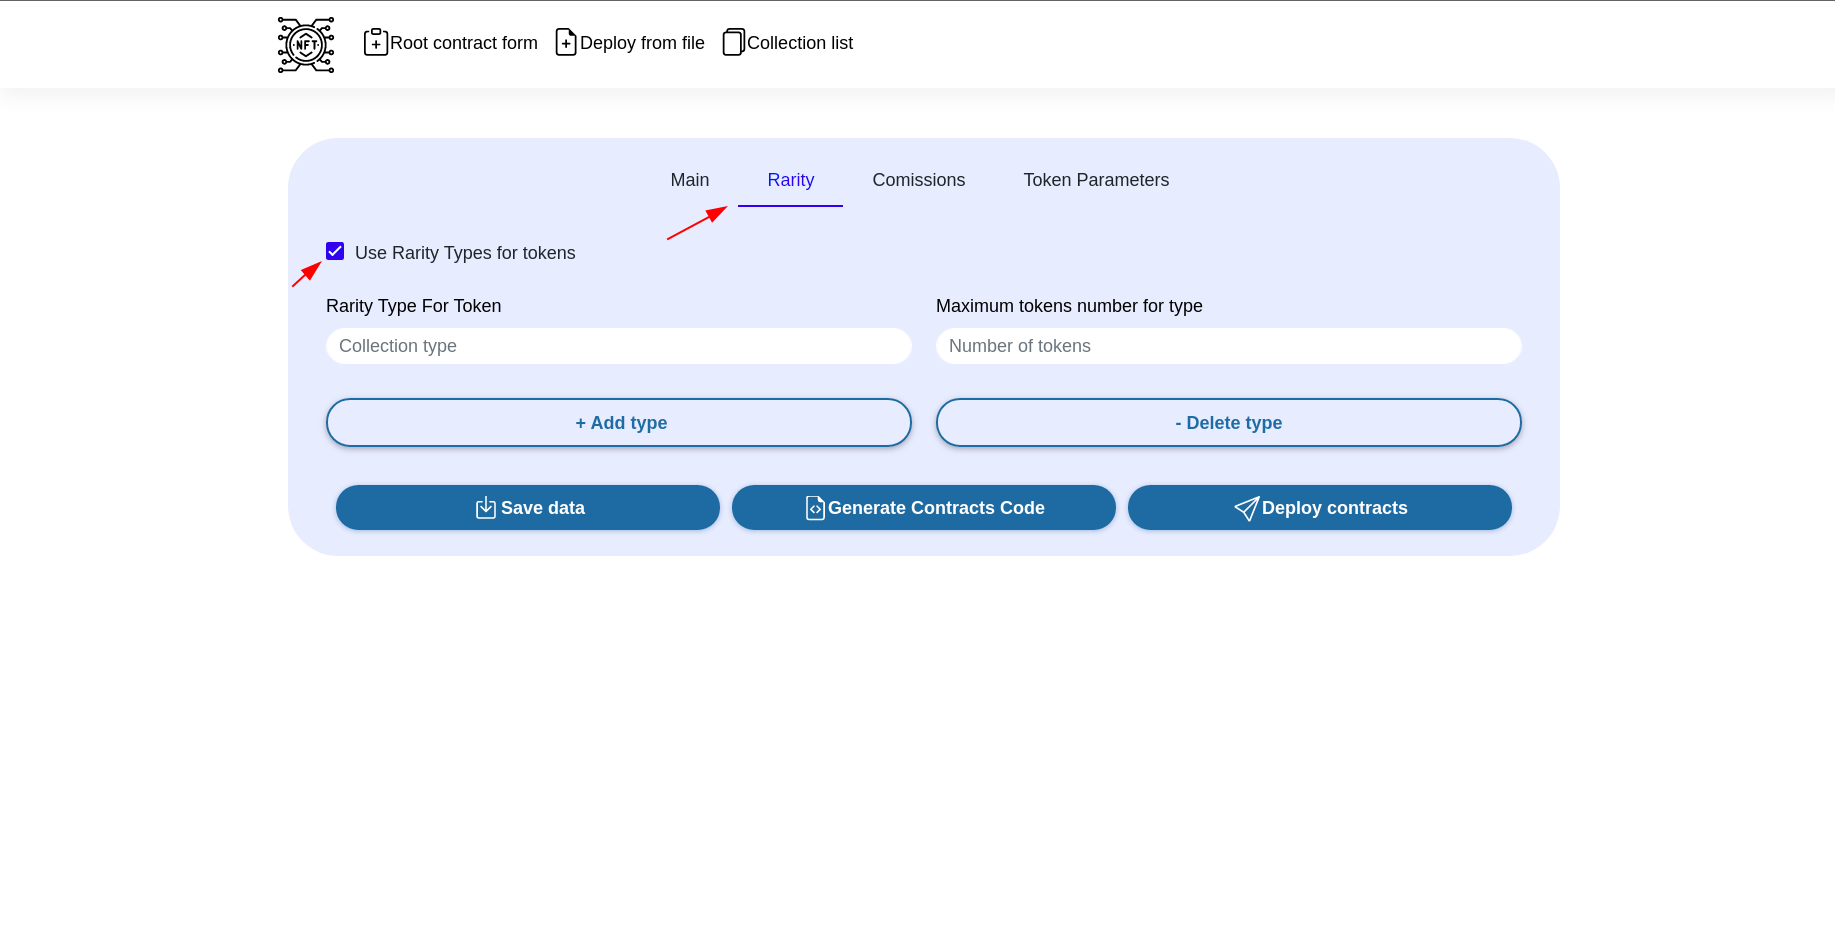 NFT
Root contract form
Deploy from file
Collection list
Main
Rarity
Comissions
Token Parameters
Use Rarity Types for tokens
Rarity Type For Token
Maximum tokens number for type
Collection type
Number of tokens
+ Add type
- Delete type
Save data
Generate Contracts Code
Deploy contracts